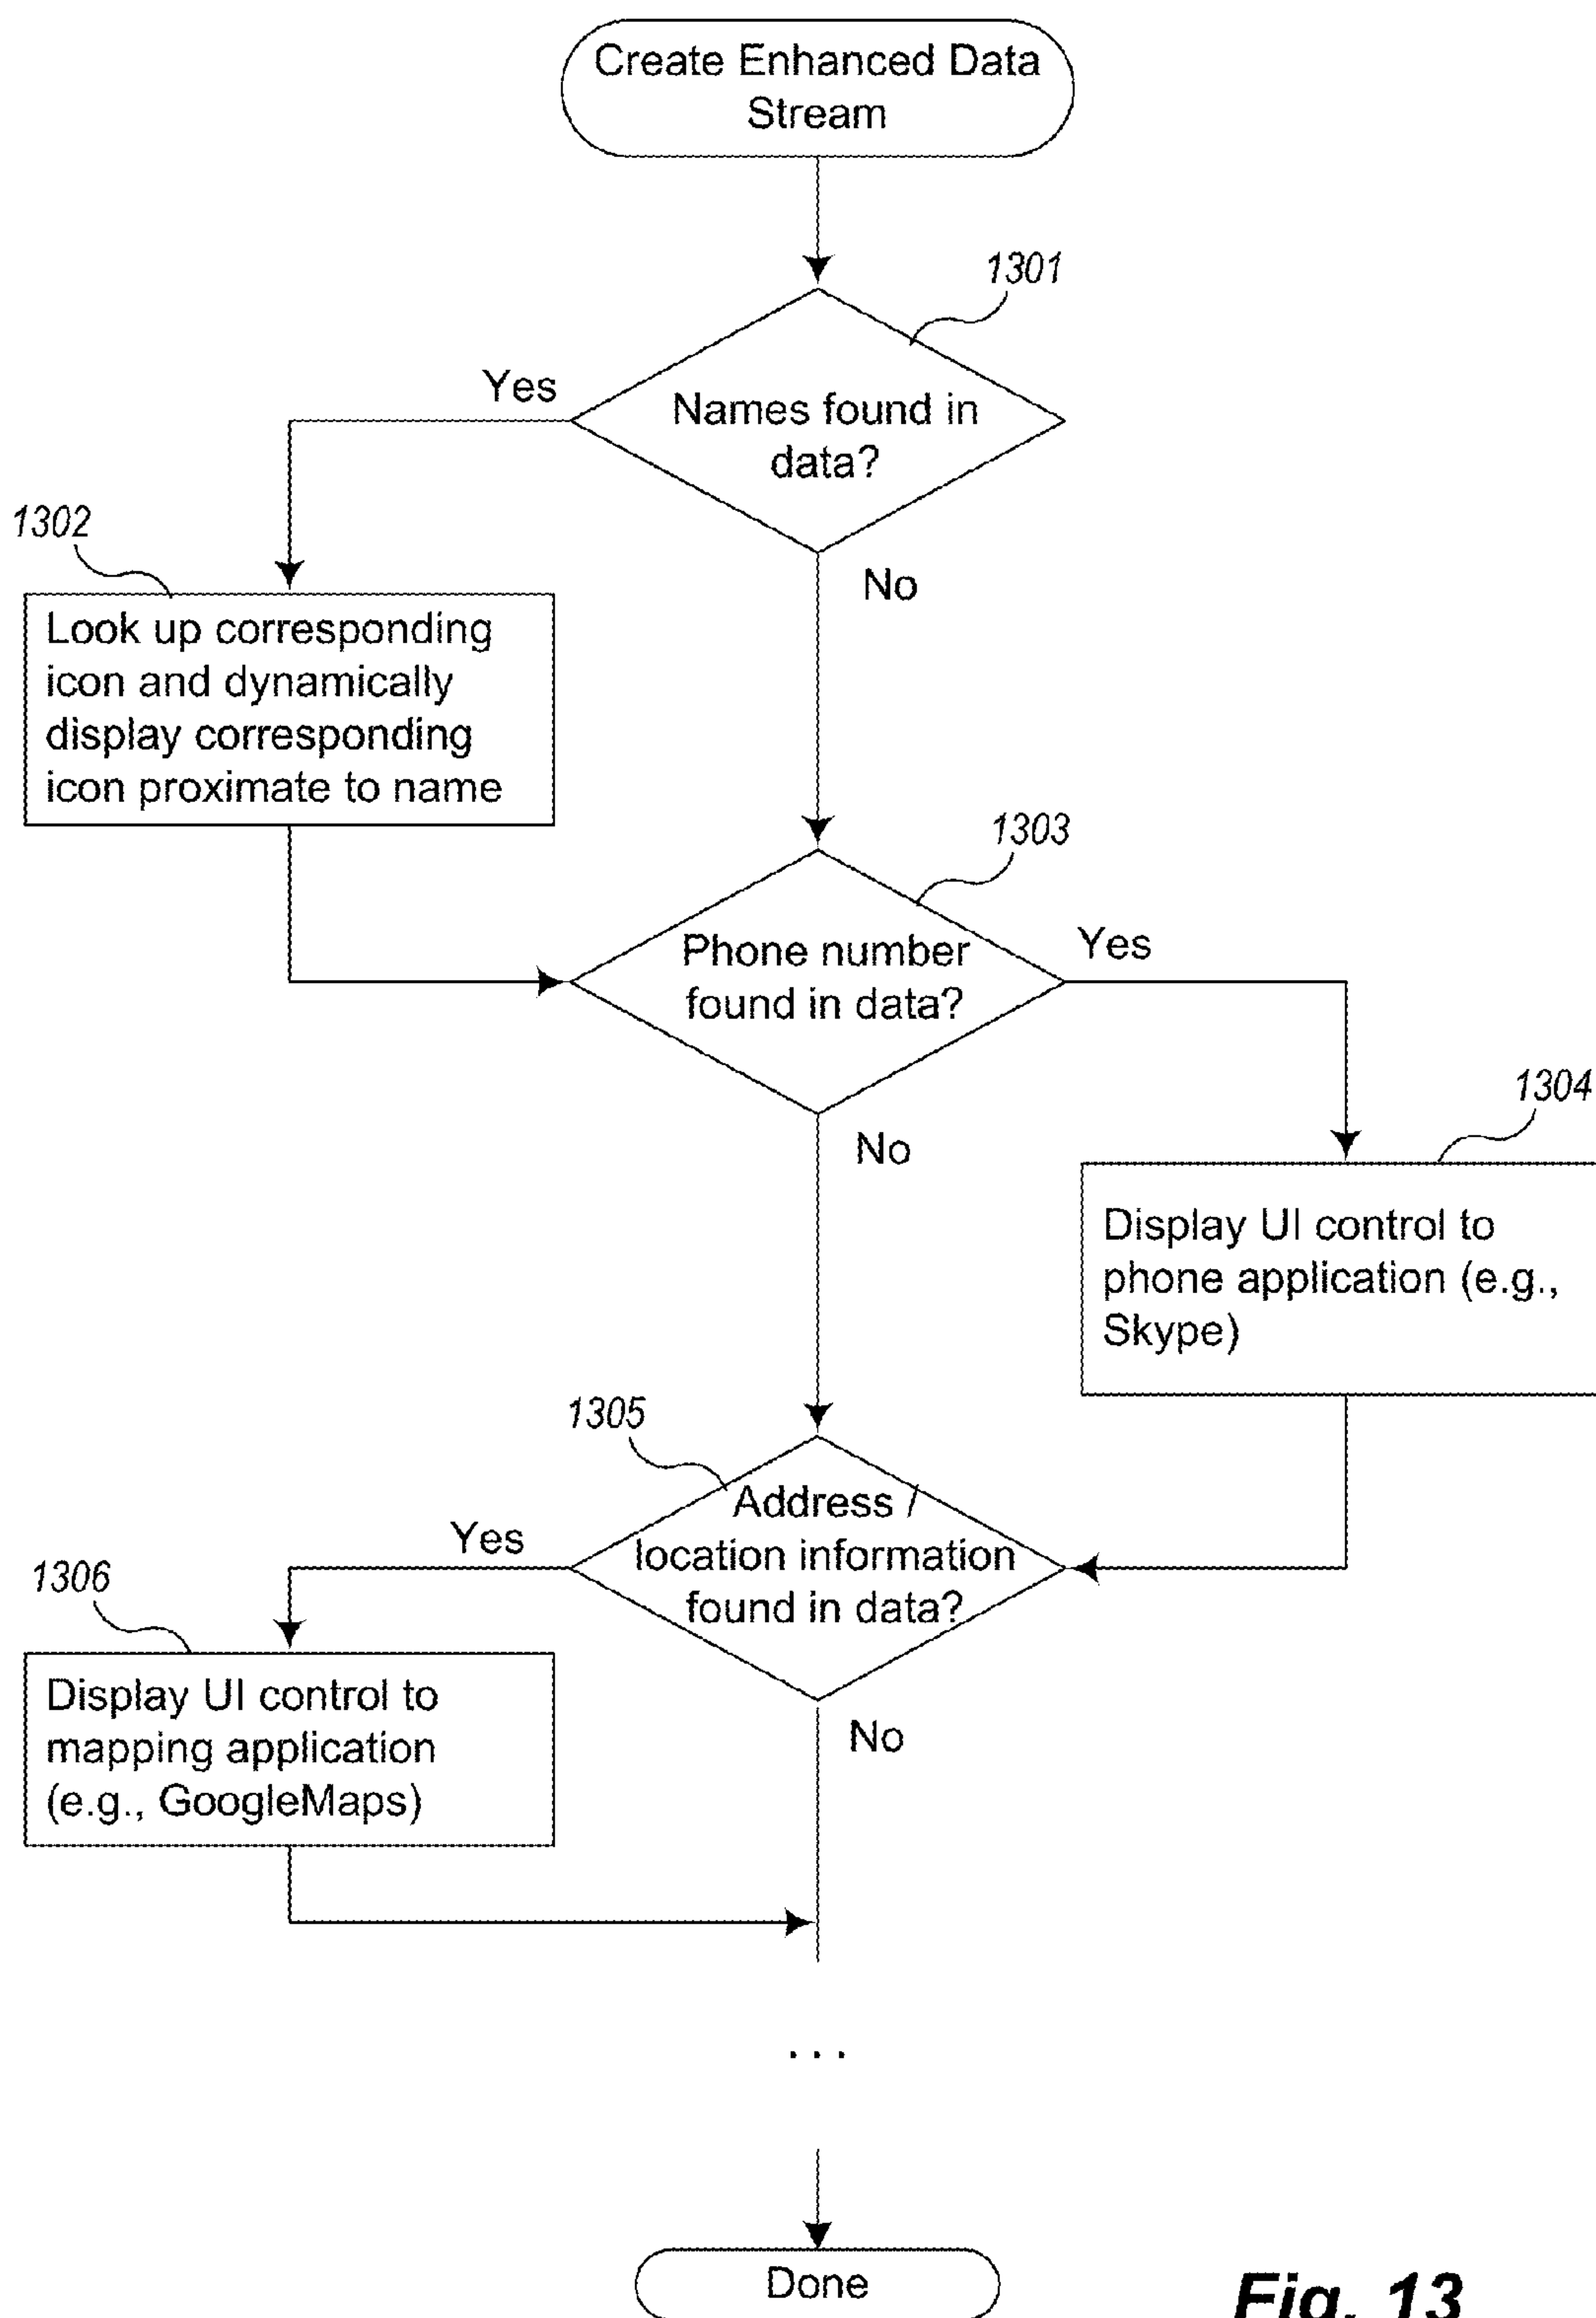 Create Enhanced Data
Stream
1301
Yes
Names found in
data?
1302
No
Look up corresponding
icon and dynamically
display corresponding
icon proximate to name
1303
Phone number
found in data?
Yes
1304
No
Display UI control to
phone application (e.g.,
Skype)
1305
Address /
location information
found in data?
Yes
1306
Display UI control to
mapping application
(e.g., GoogleMaps)
No
...
Done
Fig. 13